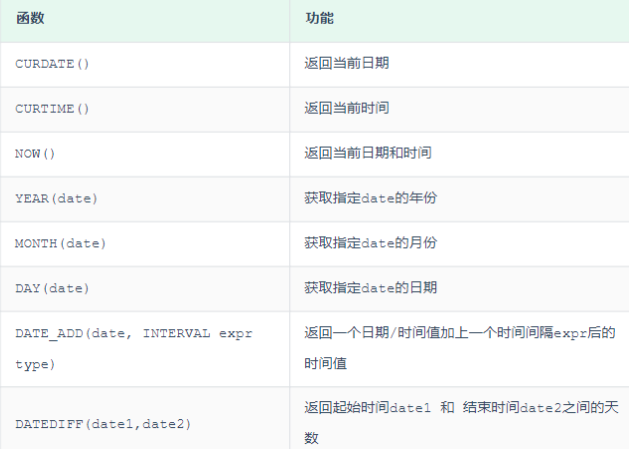 函数 功能
CURDATE() 返回当前日期
CURTIME() 返回当前时间
NOW() 返回当前日期和时间
YEAR(date) 获取指定date的年份
MONTH(date) 获取指定date的月份
DAY(date) 获取指定date的日期
DATE_ADD(date, INTERVAL expr
type)
返回一个日期/时间值加上一个时间间隔expr后的
时间值
DATEDIFF(date1,date2)
返回起始时间date1 和 结束时间date2之间的天
数